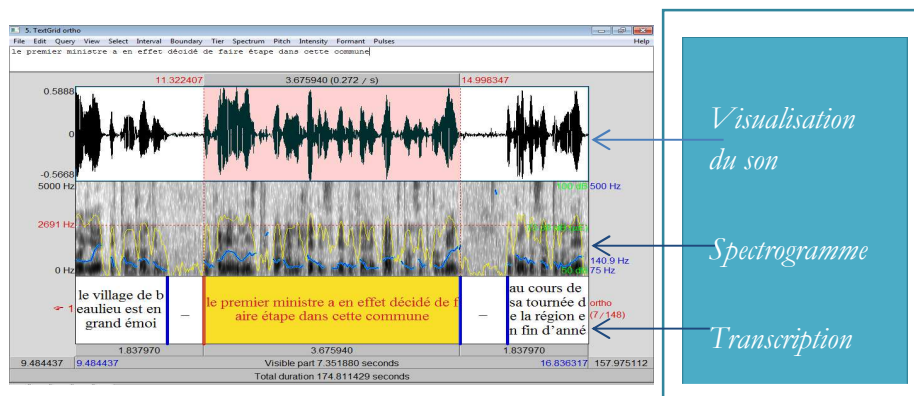 5. TextGrid ortho
File Edit Query View Select Interval Boundary Tier Spectrum Pitch Intensity Formant Pulses Help
le premier ministre a en effet décidé de faire étape dans cette commune
11.322407 3.675940 (0.272 / s) 14.998347
0.5888
0
-0.5668
5000 Hz 100 dB 500 Hz
2691 Hz
140.9 Hz
0 Hz 50 dB 75 Hz
le village de b
eaulieu est en
grand émoi
–
le premier ministre a en effet décidé de f
aire étape dans cette commune
–
au cours de
sa tournée d
e la région e
n fin d'anné
1
ortho
(7/148)
1.837970 3.675940 1.837970
9.484437 9.484437 Visible part 7.351880 seconds 16.836317 157.975112
Total duration 174.811429 seconds
Visualisation
du son
Spectrogramme
Transcription